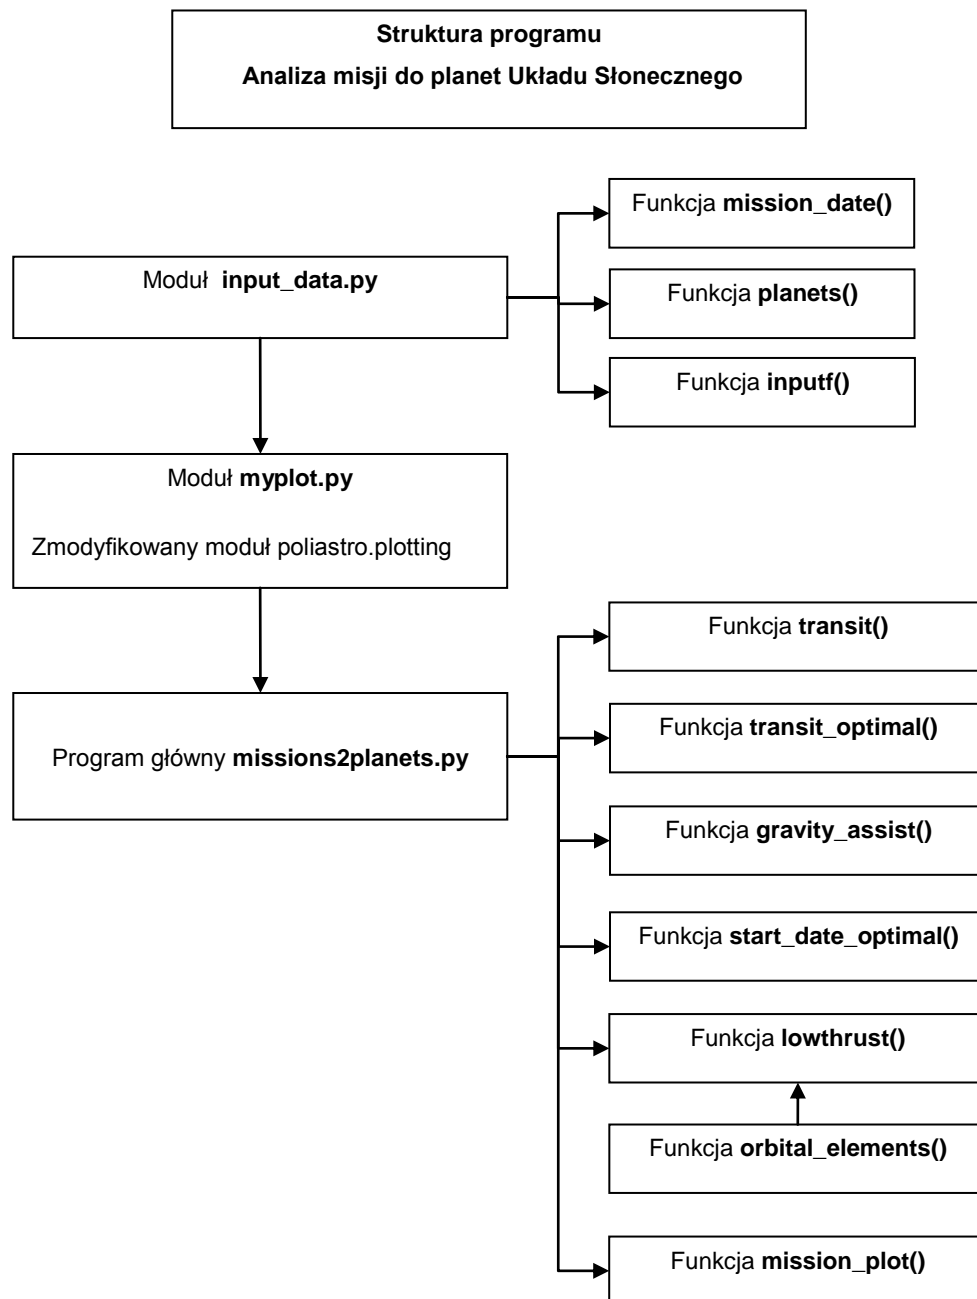 Struktura programu
Analiza misji do planet Układu Słonecznego
Funkcja mission_date()
Moduł input_data.py
Funkcja planets()
Funkcja inputf()
Moduł myplot.py
Zmodyfikowany moduł poliastro.plotting
Funkcja transit()
Funkcja transit_optimal()
Program główny missions2planets.py
Funkcja gravity_assist()
Funkcja start_date_optimal()
Funkcja lowthrust()
Funkcja orbital_elements()
Funkcja mission_plot()